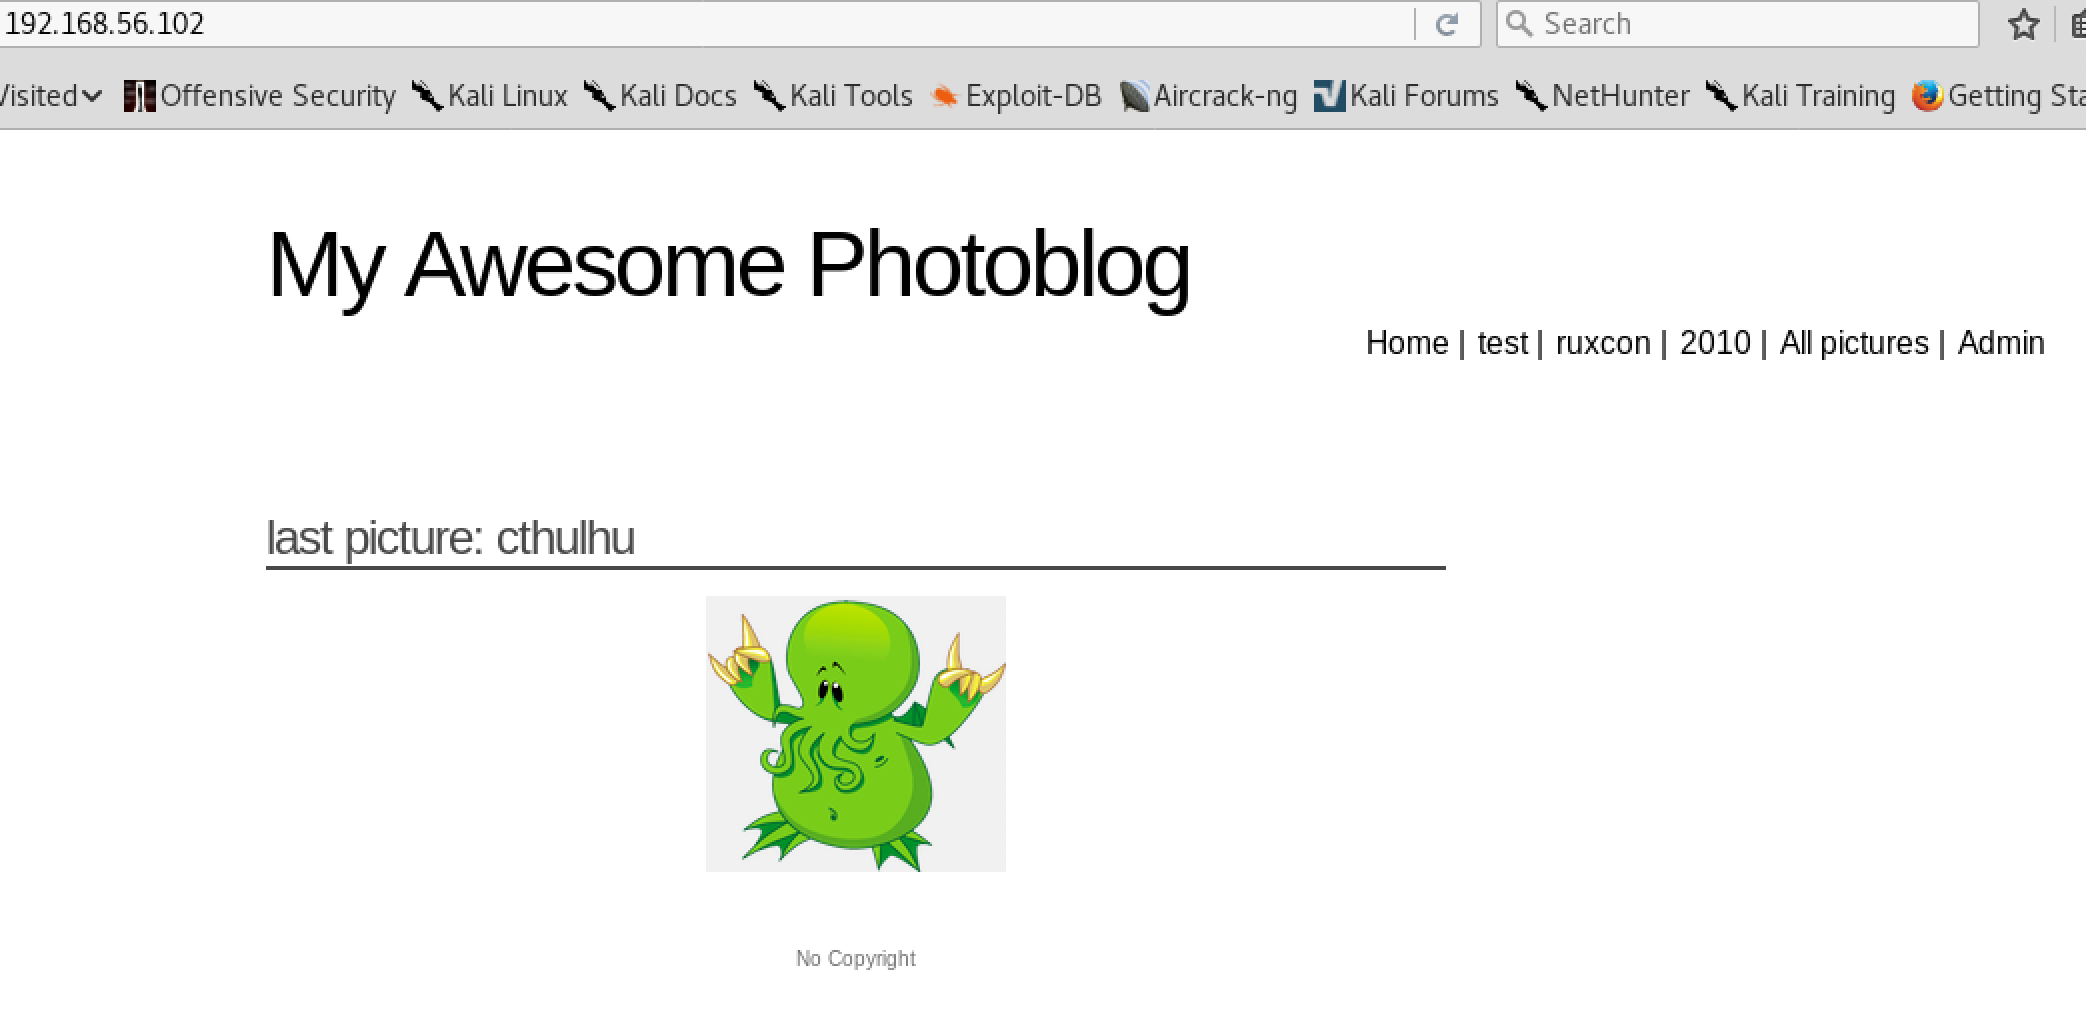 192.168.56.102 Search
Visited Offensive Security Kali Linux Kali Docs Kali Tools Exploit-DB Aircrack-ng Kali Forums NetHunter Kali Training Getting Sta
My Awesome Photoblog
Home | test | ruxcon | 2010 | All pictures | Admin
last picture: cthulhu
No Copyright